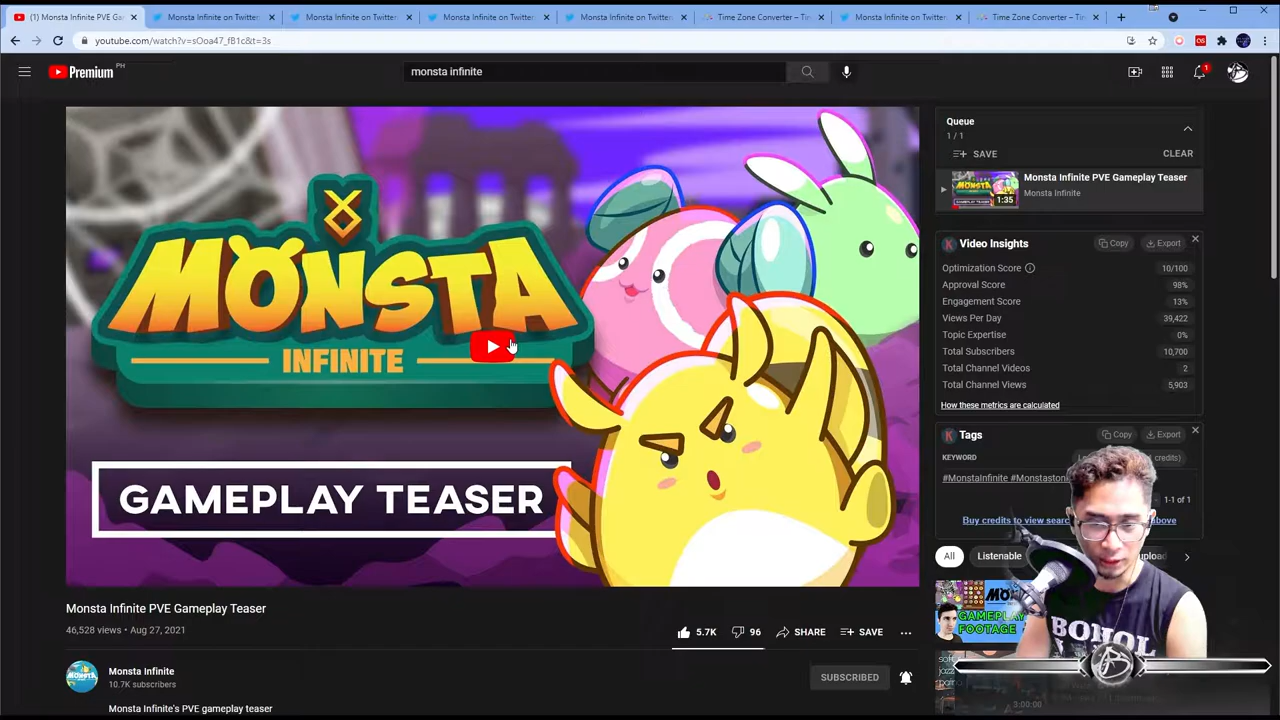 (1) Monsta Infinite PVE Ga
Monsta Infinite on Twitter
Monsta Infinite on Twitter
Monsta Infinite on Twitter
Monsta Infinite on Twitter
Time Zone Converter – Ti
Monsta Infinite on Twitter
Time Zone Converter – Ti
youtube.com/watch?v=sOoa47_fB1c&t=3s
Premium PH
monsta infinite
1
MONSTA
INFINITE
GAMEPLAY TEASER
Monsta Infinite PVE Gameplay Teaser
46,528 views • Aug 27, 2021
5.7K
96
SHARE
SAVE
Monsta Infinite
10.7K subscribers
SUBSCRIBED
Monsta Infinite's PVE gameplay teaser
Queue
1 / 1
SAVE
CLEAR
Monsta Infinite PVE Gameplay Teaser
Monsta Infinite
1:35
Video Insights
Copy
Export
Optimization Score 10/100
Approval Score 98%
Engagement Score 13%
Views Per Day 39,422
Topic Expertise 0%
Total Subscribers 10,700
Total Channel Videos 2
Total Channel Views 5,903
How these metrics are calculated
Tags
Copy
Export
KEYWORD
credits)
#MonstaInfinite
1-1 of 1
Buy credits to view
above
All
Listenable
upload
GAMEPLAY
FOOTAGE
BONOL
3:00:00